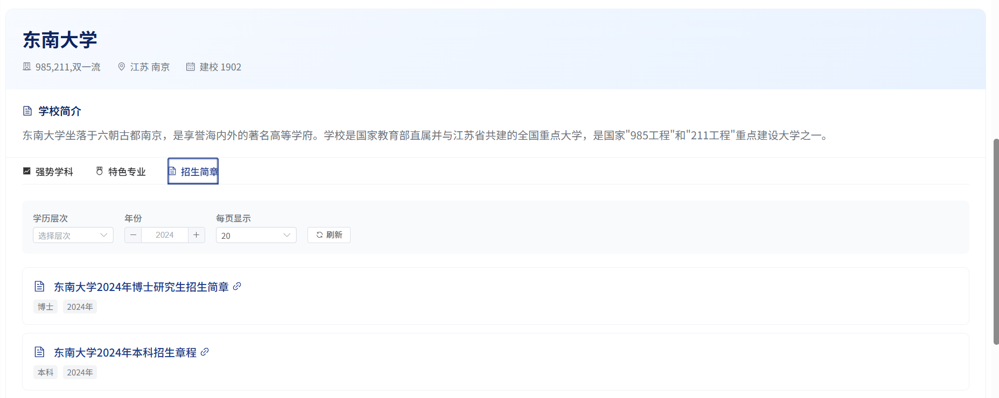 东南大学
985,211,双一流 江苏 南京 建校 1902
学校简介
东南大学坐落于六朝古都南京，是享誉海内外的著名高等学府。学校是国家教育部直属并与江苏省共建的全国重点大学，是国家"985工程"和"211工程"重点建设大学之一。
强势学科 特色专业 招生简章
学历层次 年份 每页显示
选择层次 2024 20 刷新
东南大学2024年博士研究生招生简章
博士 2024年
东南大学2024年本科招生章程
本科 2024年